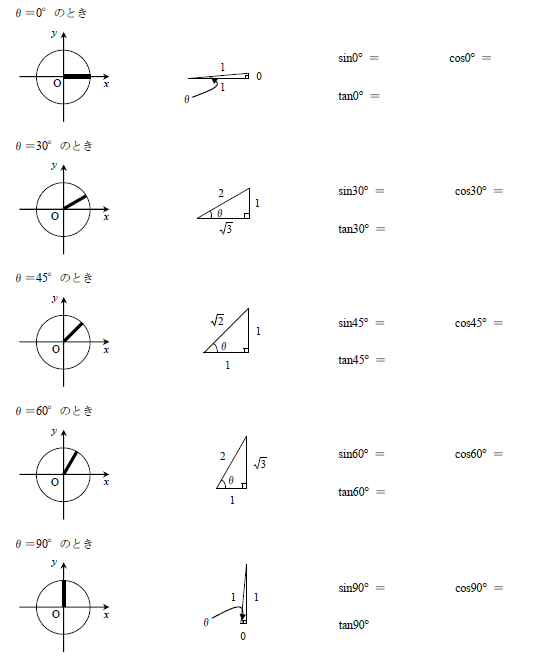 θ＝0° のとき
y
O
x
1
1
0
θ
sin0° ＝
cos0° ＝
tan0° ＝
θ＝30° のとき
y
O
x
2
1
θ
√3
sin30° ＝
cos30° ＝
tan30° ＝
θ＝45° のとき
y
O
x
√2
1
θ
1
sin45° ＝
cos45° ＝
tan45° ＝
θ＝60° のとき
y
O
x
2
√3
θ
1
sin60° ＝
cos60° ＝
tan60° ＝
θ＝90° のとき
y
O
x
1
1
θ
0
sin90° ＝
cos90° ＝
tan90°